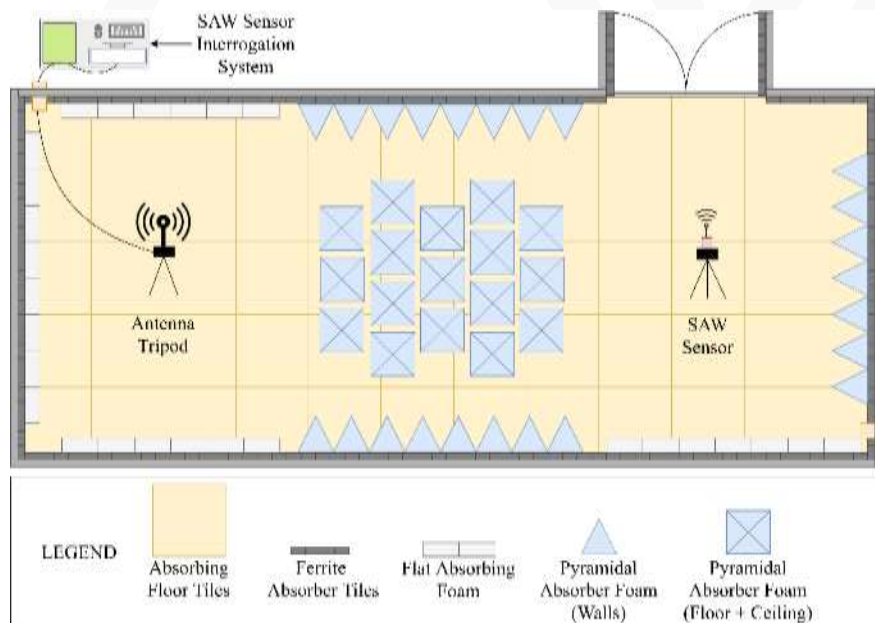 SAW Sensor
Interrogation
System
Antenna
Tripod
SAW
Sensor
LEGEND
Absorbing
Floor Tiles
Ferrite
Absorber Tiles
Flat Absorbing
Foam
Pyramidal
Absorber Foam
(Walls)
Pyramidal
Absorber Foam
(Floor + Ceiling)